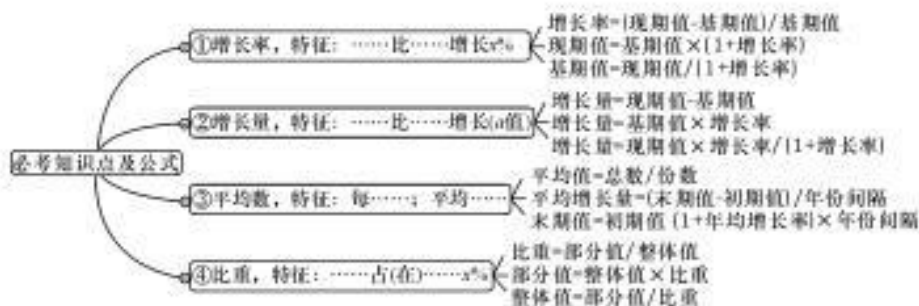 必考知识点及公式
①增长率，特征：……比……增长x%
增长率=(现期值-基期值)/基期值
现期值=基期值×(1+增长率)
基期值=现期值/(1+增长率)
②增长量，特征：……比……增长(a值)
增长量=现期值-基期值
增长量=基期值×增长率
增长量=现期值×增长率/(1+增长率)
③平均数，特征：每……；平均……
平均值=总数/份数
平均增长量=(末期值-初期值)/年份间隔
末期值=初期值(1+年均增长率)×年份间隔
④比重，特征：……占(在)……x%
比重=部分值/整体值
部分值=整体值×比重
整体值=部分值/比重